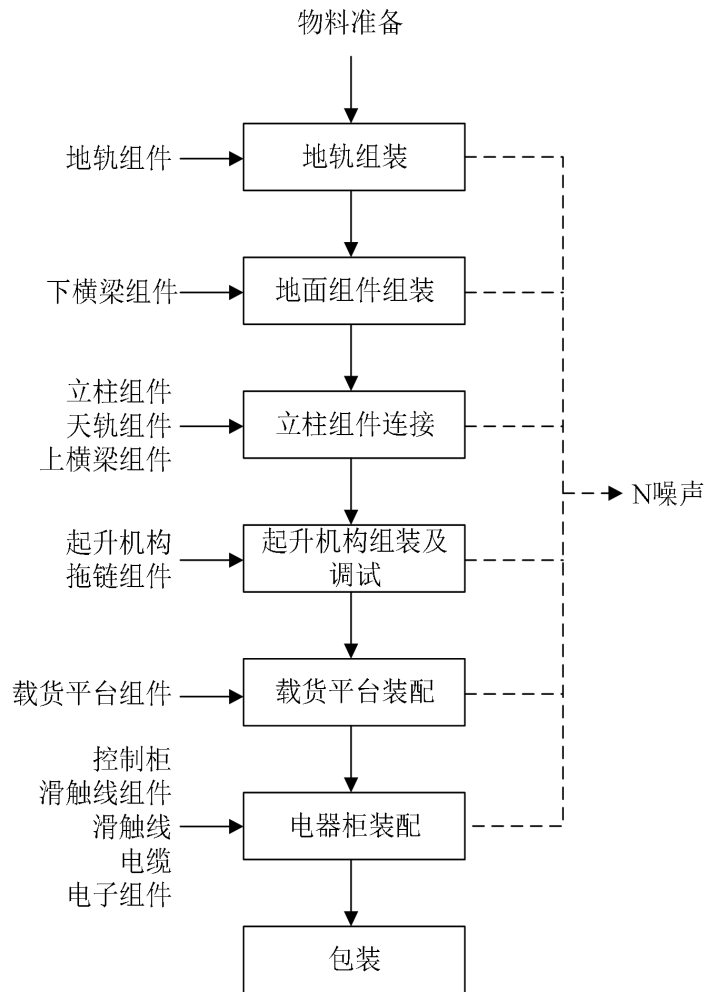 物料准备
地轨组件
地轨组装
下横梁组件
地面组件组装
立柱组件
天轨组件
上横梁组件
立柱组件连接
N噪声
起升机构
拖链组件
起升机构组装及
调试
载货平台组件
载货平台装配
控制柜
滑触线组件
滑触线
电缆
电子组件
电器柜装配
包装